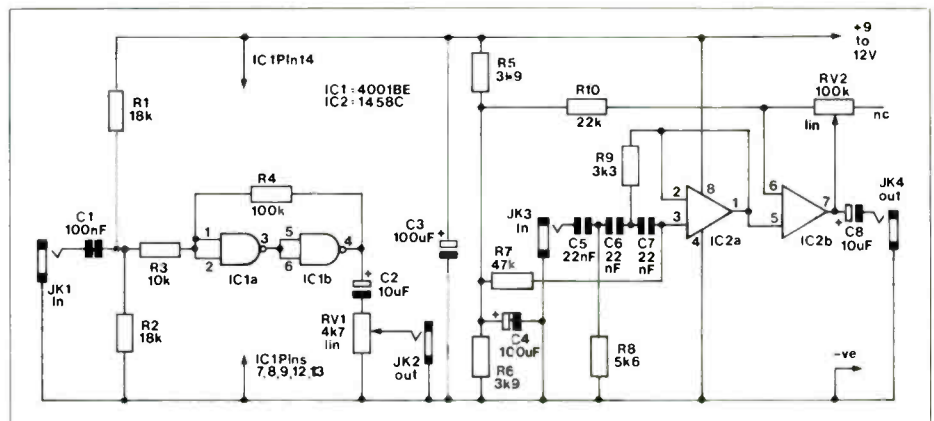 +9
to
12V
IC1Pin14
IC1 = 4001BE
IC2 = 1458C
R1
18k
R5
3k9
R10
22k
RV2
100k
lin
nc
R4
100k
R9
3k3
C1
100nF
R3
10k
1
2
3
IC1a
5
6
4
IC1b
C3
100uF
+
JK3
In
C5
22nF
C6
22
nF
C7
22
nF
2
3
8
1
4
IC2a
6
5
7
IC2b
+
C8
10uF
JK4
out
JK1
In
R2
18k
+
C2
10uF
RV1
4k7
lin
JK2
out
R7
47k
+
C4
100uF
R6
3k9
R8
5k6
IC1Pins
7,8,9,12,13
-ve